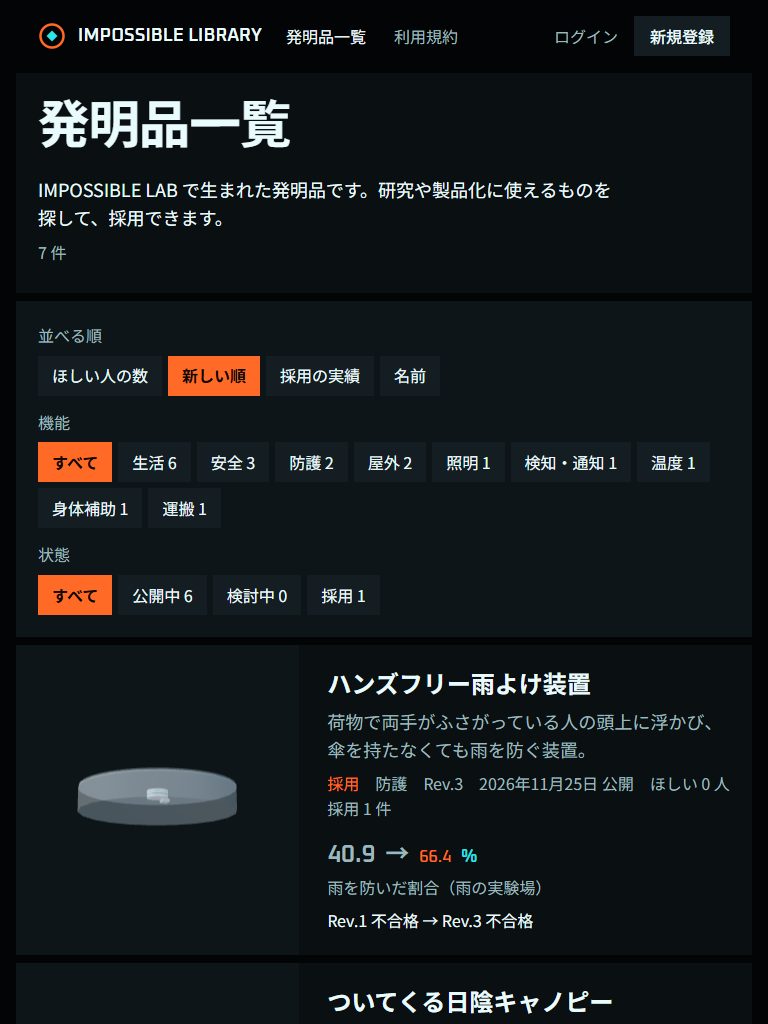 IMPOSSIBLE LIBRARY 発明品一覧 利用規約 ログイン 新規登録
発明品一覧
IMPOSSIBLE LAB で生まれた発明品です。研究や製品化に使えるものを
探して、採用できます。
7 件
並べる順
ほしい人の数 新しい順 採用の実績 名前
機能
すべて 生活 6 安全 3 防護 2 屋外 2 照明 1 検知・通知 1 温度 1
身体補助 1 運搬 1
状態
すべて 公開中 6 検討中 0 採用 1
ハンズフリー雨よけ装置
荷物で両手がふさがっている人の頭上に浮かび、
傘を持たなくても雨を防ぐ装置。
採用 防護 Rev.3 2026年11月25日 公開 ほしい 0 人
採用 1 件
40.9 → 66.4 %
雨を防いだ割合（雨の実験場）
Rev.1 不合格 → Rev.3 不合格
ついてくる日陰キャノピー